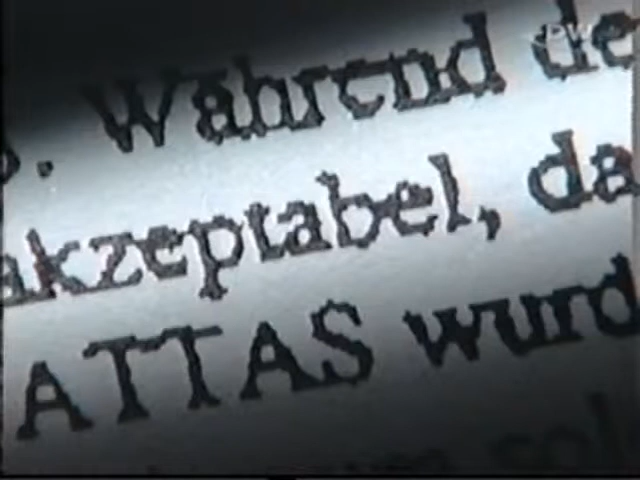 . Während de
akzeptabel, da
ATTAS wurd